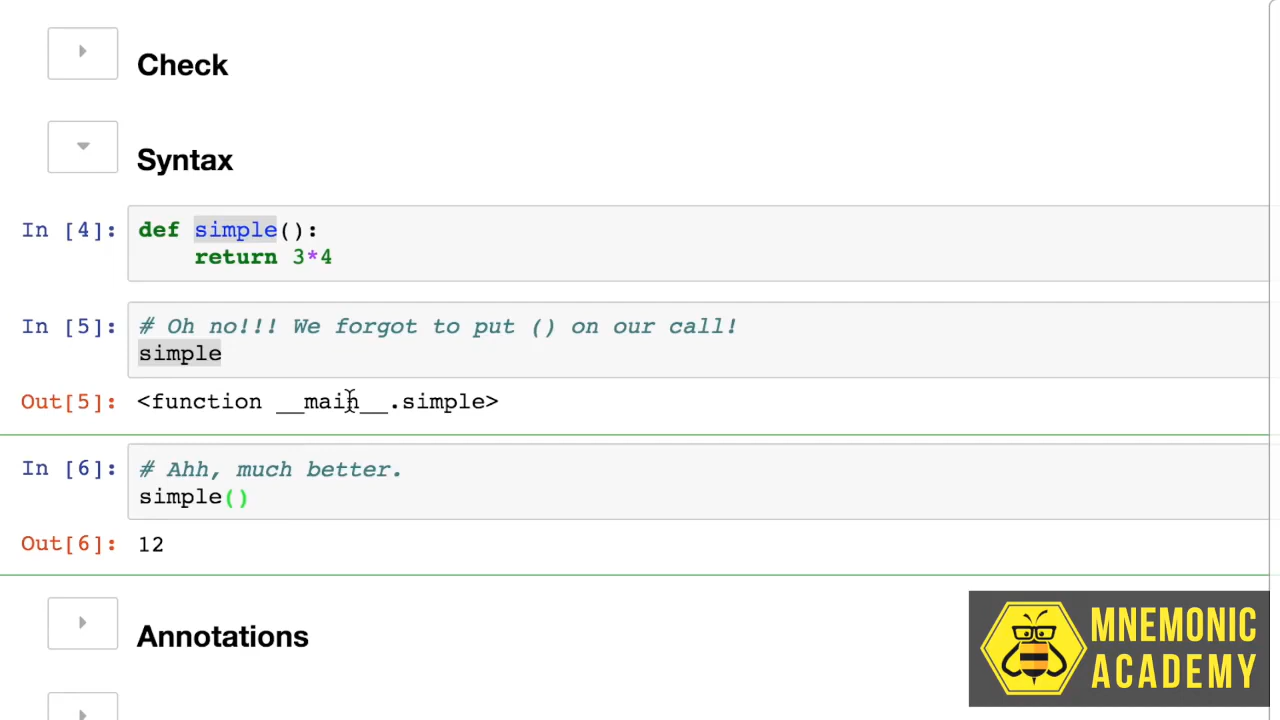 Check
Syntax
In [4]: def simple():
return 3*4
In [5]: # Oh no!!! We forgot to put () on our call!
simple
Out[5]: <function __main__.simple>
In [6]: # Ahh, much better.
simple()
Out[6]: 12
Annotations
MNEMONIC
ACADEMY